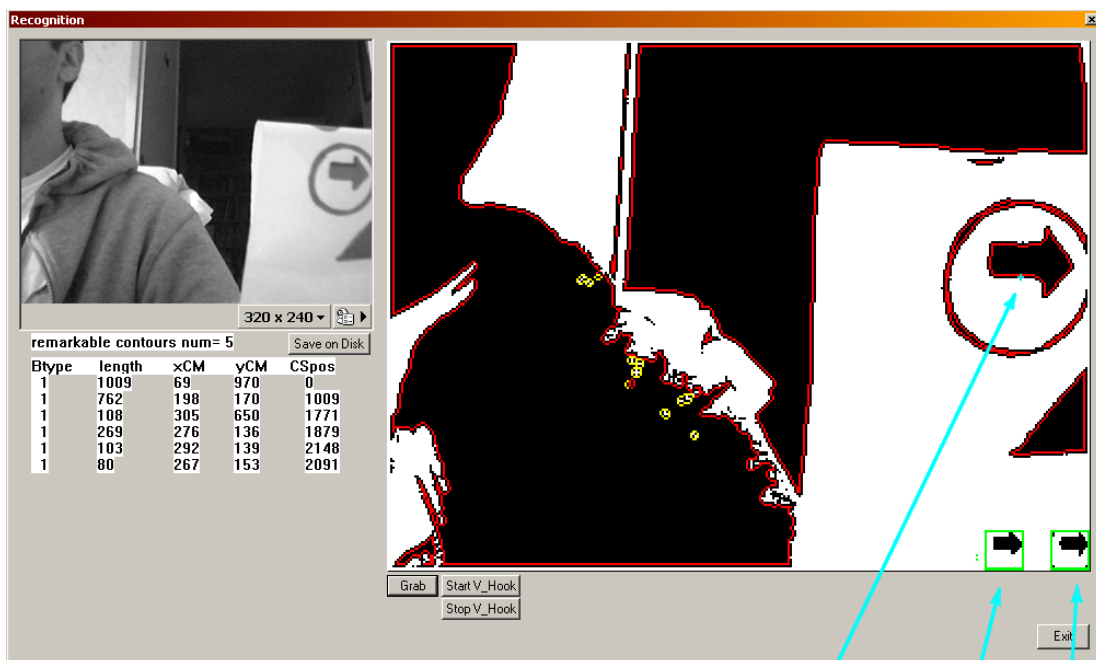 Recognition
320 x 240
remarkable contours num= 5
Save on Disk
Btype length xCM yCM CSpos
1 1009 69 970 0
1 762 198 170 1009
1 108 305 650 1771
1 269 276 136 1879
1 103 292 139 2148
1 80 267 153 2091
Grab
Start V_Hook
Stop V_Hook
Exit